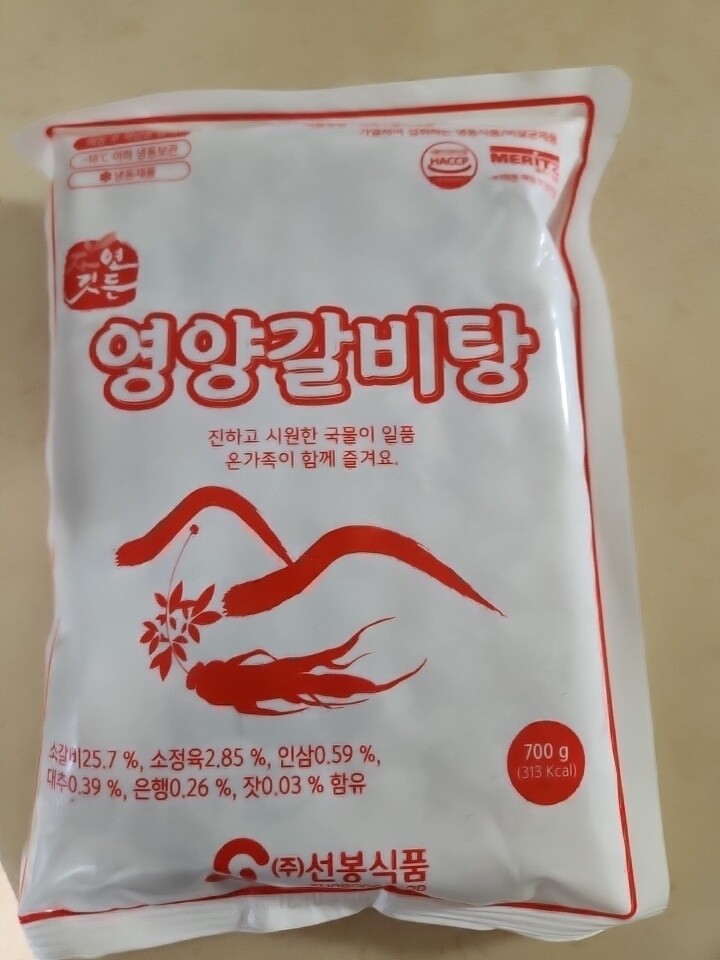 -18℃ 이하 냉동보관
냉동제품
HACCP
MERITZ
자연
깃든
영양갈비탕
진하고 시원한 국물이 일품
온가족이 함께 즐겨요.
소갈비25.7 %, 소정육2.85 %, 인삼0.59 %,
대추0.39 %, 은행0.26 %, 잣0.03 % 함유
700 g
(313 Kcal)
(주)선봉식품